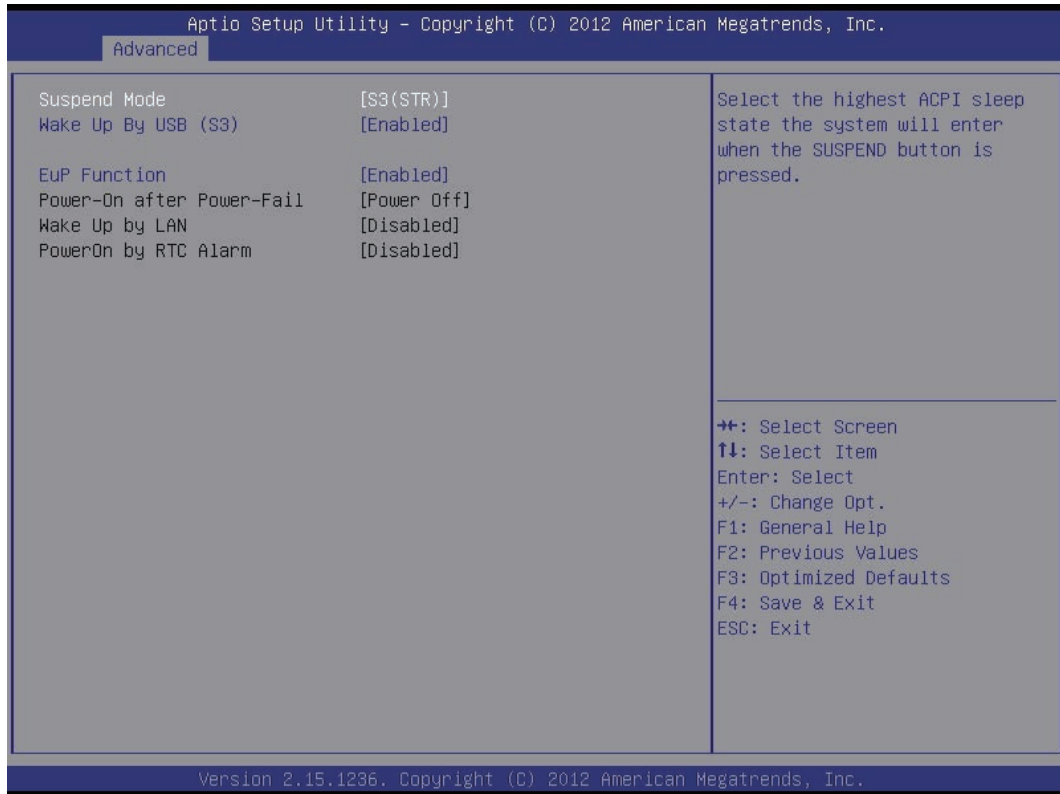 Aptio Setup Utility – Copyright (C) 2012 American Megatrends, Inc.
Advanced
Suspend Mode [S3(STR)]
Wake Up By USB (S3) [Enabled]
EuP Function [Enabled]
Power-On after Power-Fail [Power Off]
Wake Up by LAN [Disabled]
PowerOn by RTC Alarm [Disabled]
Select the highest ACPI sleep
state the system will enter
when the SUSPEND button is
pressed.
→←: Select Screen
↑↓: Select Item
Enter: Select
+/-: Change Opt.
F1: General Help
F2: Previous Values
F3: Optimized Defaults
F4: Save & Exit
ESC: Exit
Version 2.15.1236. Copyright (C) 2012 American Megatrends, Inc.